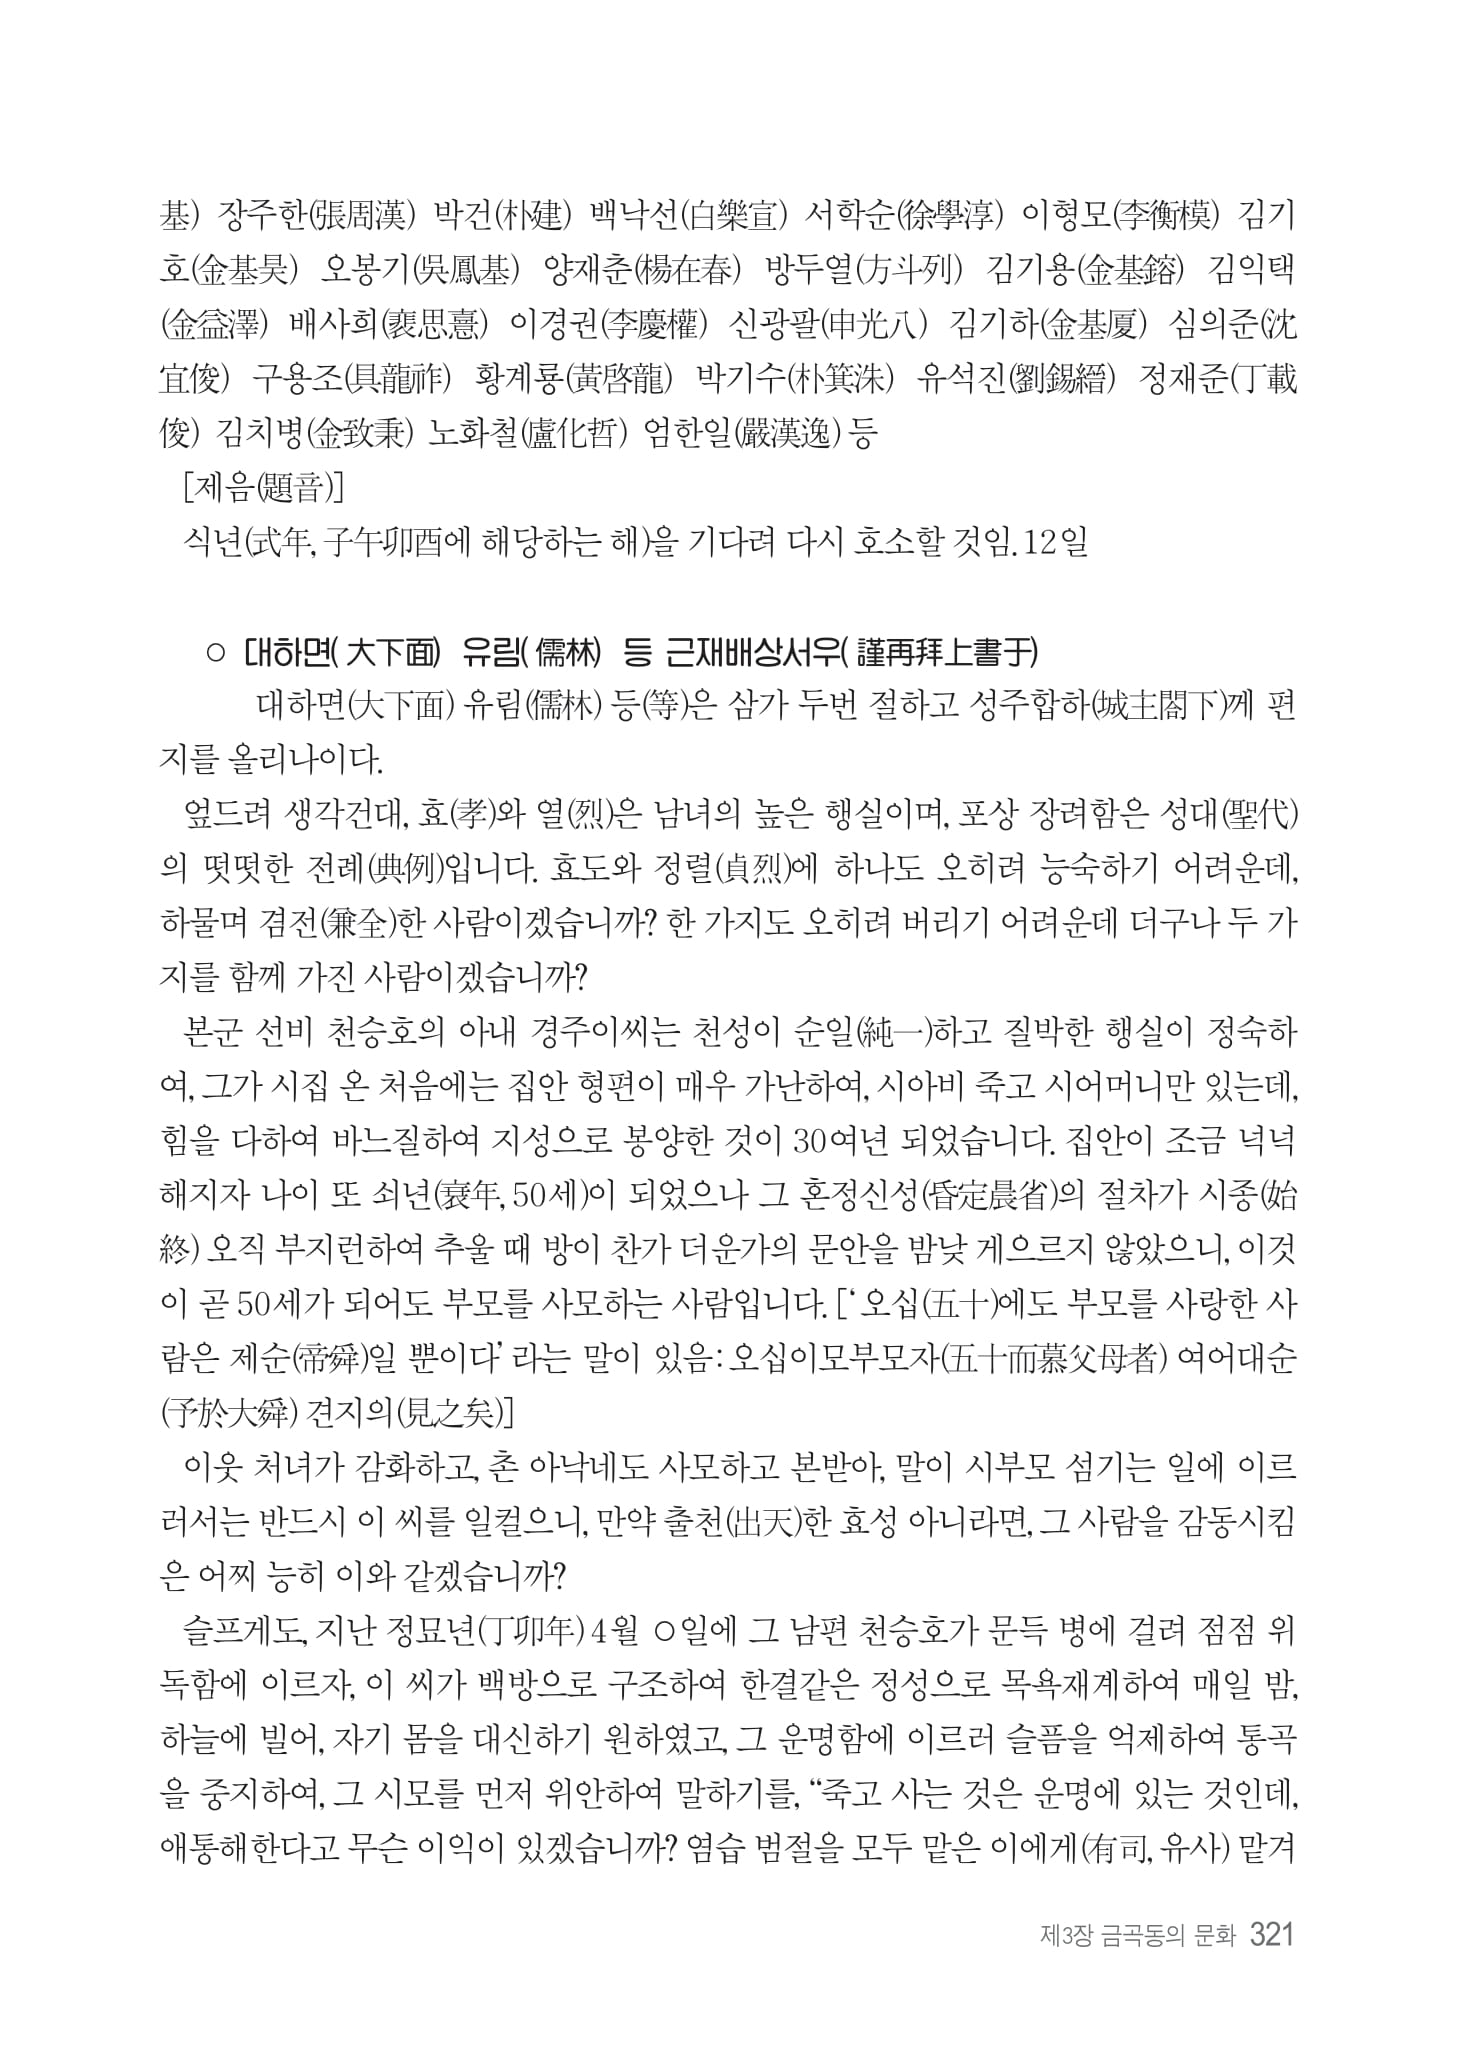 基) 장주한(張周漢) 박건(朴建) 백낙선(白樂宣) 서학순(徐學淳) 이형모(李衡模) 김기
호(金基昊) 오봉기(吳鳳基) 양재춘(楊在春) 방두열(方斗列) 김기용(金基鎔) 김익택
(金益澤) 배사희(裵思憙) 이경권(李慶權) 신광팔(申光八) 김기하(金基厦) 심의준(沈
宜俊) 구용조(具龍祚) 황계룡(黃啓龍) 박기수(朴箕洙) 유석진(劉錫縉) 정재준(丁載
俊) 김치병(金致秉) 노화철(盧化哲) 엄한일(嚴漢逸) 등
[제음(題音)]
식년(式年, 子午卯酉에 해당하는 해)을 기다려 다시 호소할 것임. 12일
○ 대하면( 大下面) 유림( 儒林) 등 근재배상서우( 謹再拜上書于)
대하면(大下面) 유림(儒林) 등(等)은 삼가 두번 절하고 성주합하(城主閤下)께 편
지를 올리나이다.
엎드려 생각건대, 효(孝)와 열(烈)은 남녀의 높은 행실이며, 포상 장려함은 성대(聖代)
의 떳떳한 전례(典例)입니다. 효도와 정렬(貞烈)에 하나도 오히려 능숙하기 어려운데,
하물며 겸전(兼全)한 사람이겠습니까? 한 가지도 오히려 버리기 어려운데 더구나 두 가
지를 함께 가진 사람이겠습니까?
본군 선비 천승호의 아내 경주이씨는 천성이 순일(純一)하고 질박한 행실이 정숙하
여, 그가 시집 온 처음에는 집안 형편이 매우 가난하여, 시아비 죽고 시어머니만 있는데,
힘을 다하여 바느질하여 지성으로 봉양한 것이 30여년 되었습니다. 집안이 조금 넉넉
해지자 나이 또 쇠년(衰年, 50세)이 되었으나 그 혼정신성(昏定晨省)의 절차가 시종(始
終) 오직 부지런하여 추울 때 방이 찬가 더운가의 문안을 밤낮 게으르지 않았으니, 이것
이 곧 50세가 되어도 부모를 사모하는 사람입니다. [‘오십(五十)에도 부모를 사랑한 사
람은 제순(帝舜)일 뿐이다’라는 말이 있음: 오십이모부모자(五十而慕父母者) 여어대순
(予於大舜) 견지의(見之矣)]
이웃 처녀가 감화하고, 촌 아낙네도 사모하고 본받아, 말이 시부모 섬기는 일에 이르
러서는 반드시 이 씨를 일컬으니, 만약 출천(出天)한 효성 아니라면, 그 사람을 감동시킴
은 어찌 능히 이와 같겠습니까?
슬프게도, 지난 정묘년(丁卯年) 4월 ○일에 그 남편 천승호가 문득 병에 걸려 점점 위
독함에 이르자, 이 씨가 백방으로 구조하여 한결같은 정성으로 목욕재계하여 매일 밤,
하늘에 빌어, 자기 몸을 대신하기 원하였고, 그 운명함에 이르러 슬픔을 억제하여 통곡
을 중지하여, 그 시모를 먼저 위안하여 말하기를, “죽고 사는 것은 운명에 있는 것인데,
애통해한다고 무슨 이익이 있겠습니까? 염습 범절을 모두 맡은 이에게(有司, 유사) 맡겨
제3장 금곡동의 문화 321